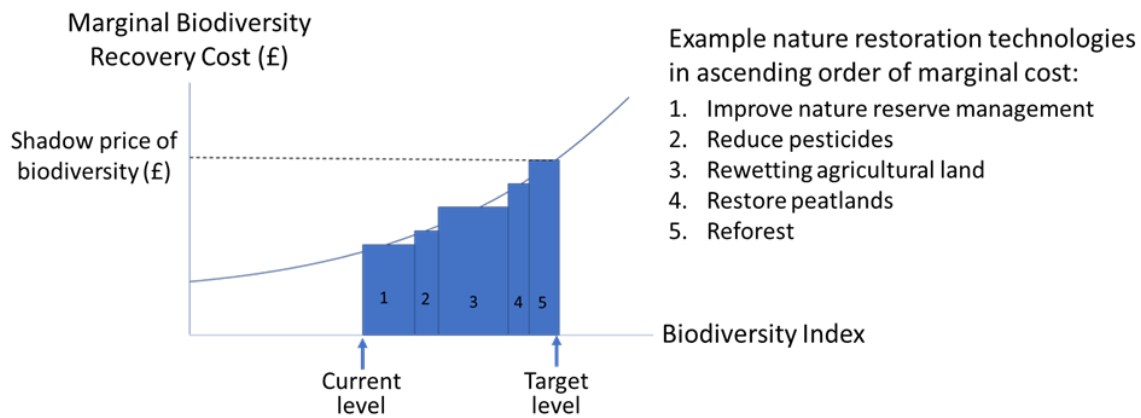 Marginal Biodiversity
Recovery Cost (£)
Shadow price of
biodiversity (£)
1
2
3
4
5
Biodiversity Index
Current
level
Target
level
Example nature restoration technologies
in ascending order of marginal cost:
1. Improve nature reserve management
2. Reduce pesticides
3. Rewetting agricultural land
4. Restore peatlands
5. Reforest